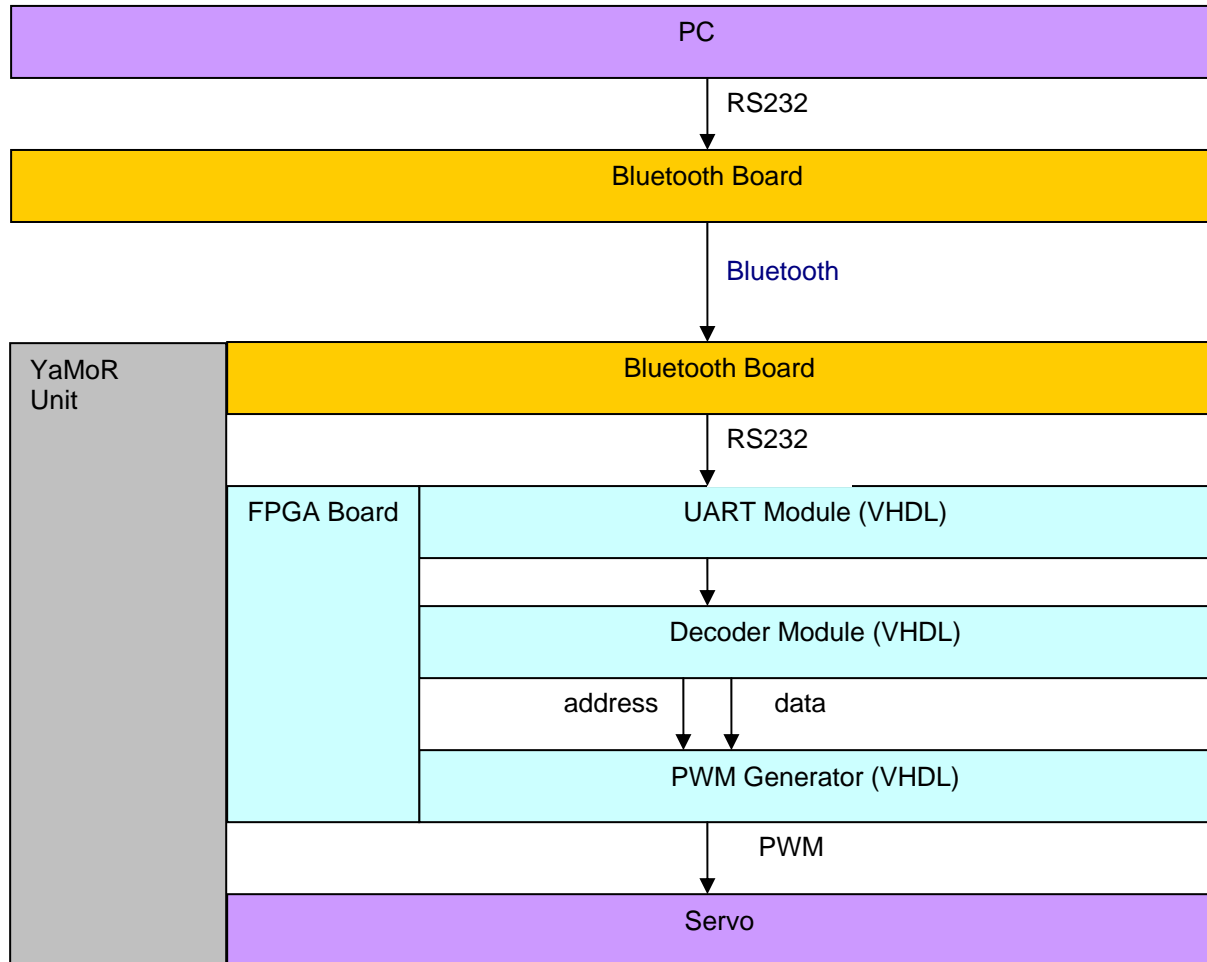 PC
RS232
Bluetooth Board
Bluetooth
YaMoR
Unit
Bluetooth Board
RS232
FPGA Board
UART Module (VHDL)
Decoder Module (VHDL)
address
data
PWM Generator (VHDL)
PWM
Servo